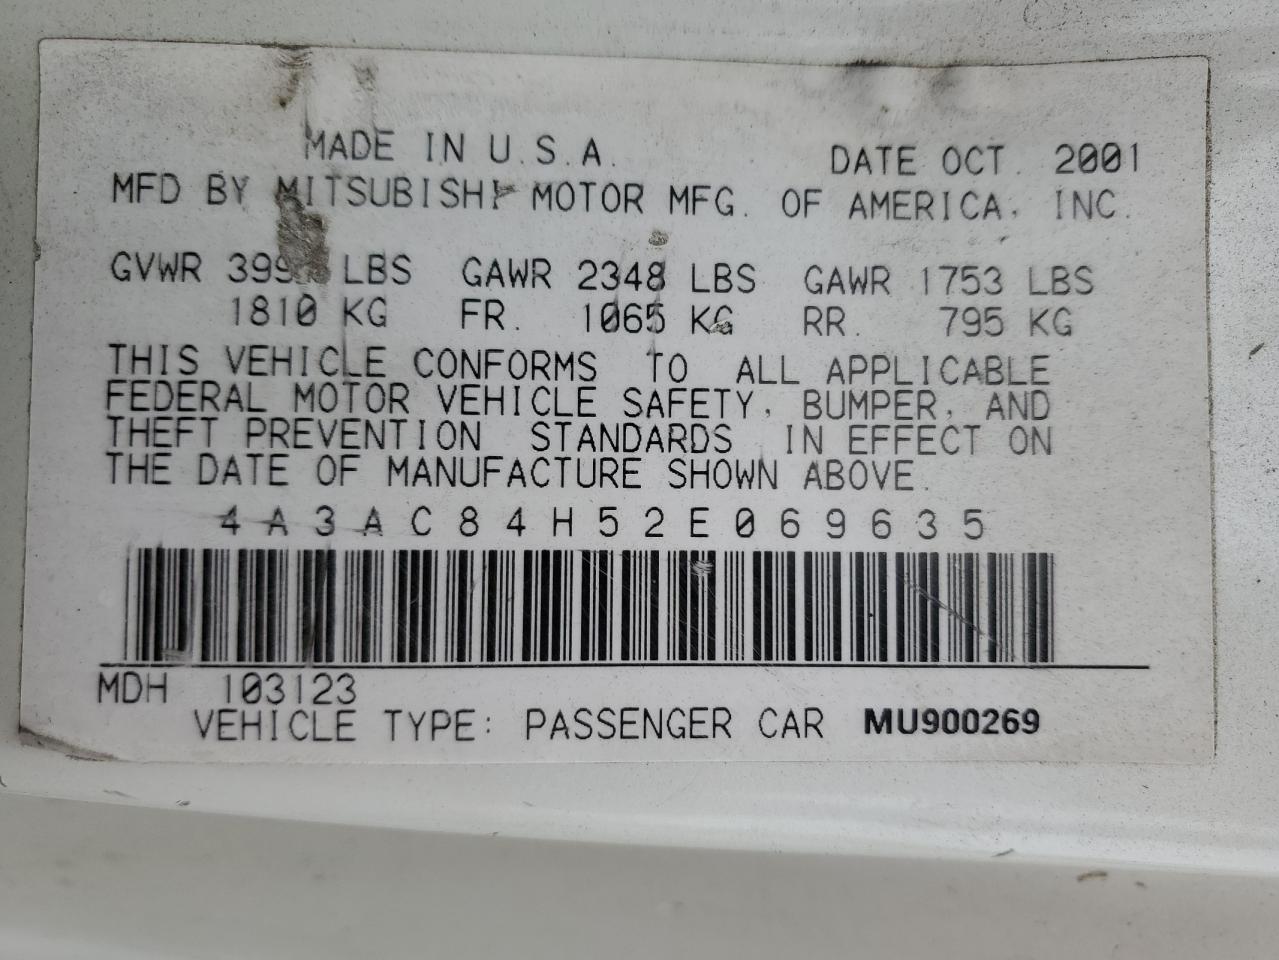 MADE IN U.S.A. DATE OCT. 2001
MFD BY MITSUBISHI MOTOR MFG. OF AMERICA, INC.
GVWR LBS GAWR 2348 LBS GAWR 1753 LBS
1810 KG FR. 1065 KG RR. 795 KG
THIS VEHICLE CONFORMS TO ALL APPLICABLE
FEDERAL MOTOR VEHICLE SAFETY, BUMPER, AND
THEFT PREVENTION STANDARDS IN EFFECT ON
THE DATE OF MANUFACTURE SHOWN ABOVE.
4A3AC84H52E069635
MDH 103123
VEHICLE TYPE: PASSENGER CAR MU900269